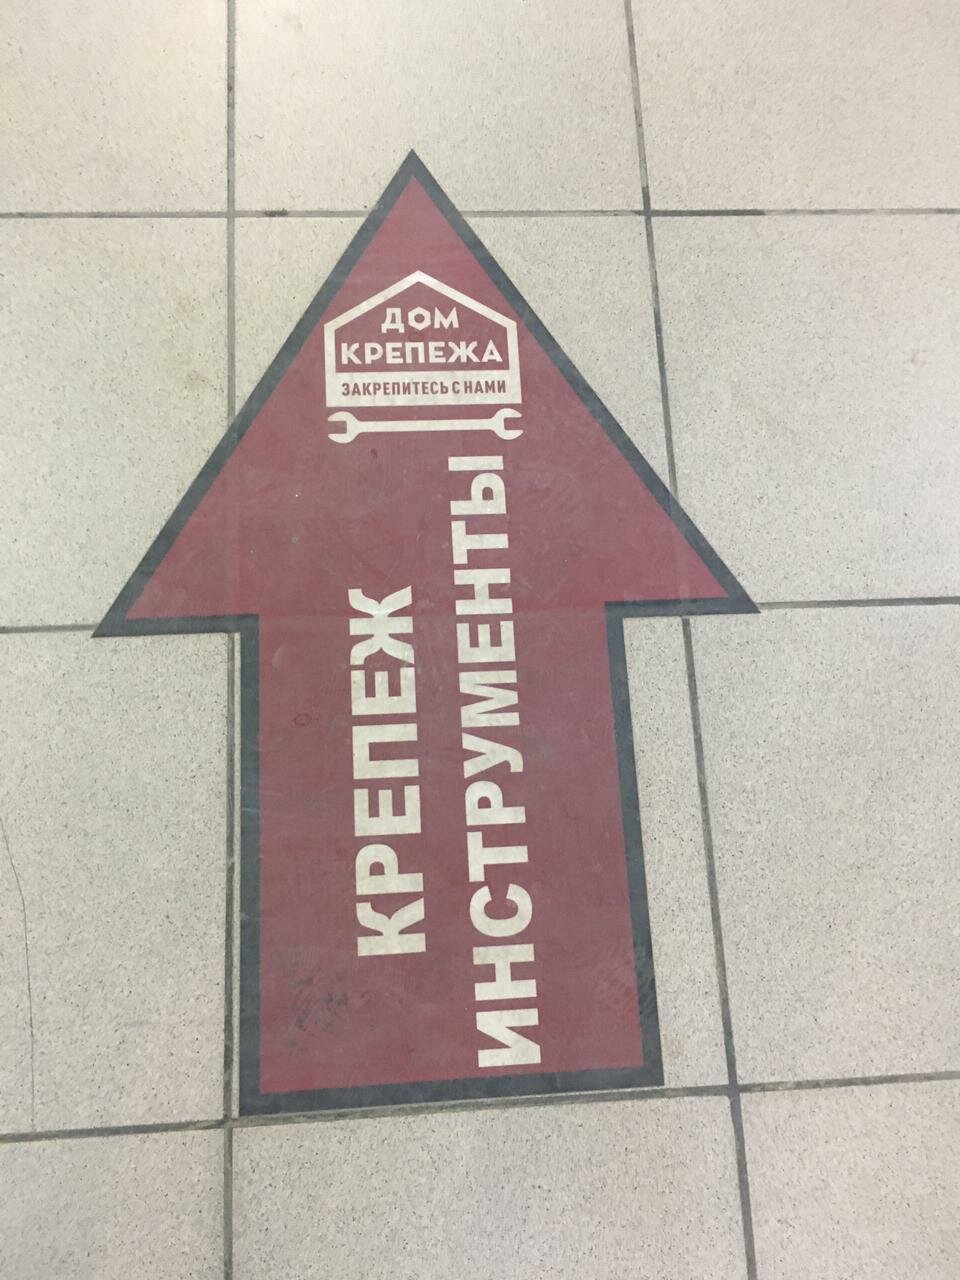 ДОМ
КРЕПЕЖА
ЗАКРЕПИТЕСЬ С НАМИ
КРЕПЕЖ
ИНСТРУМЕНТЫ